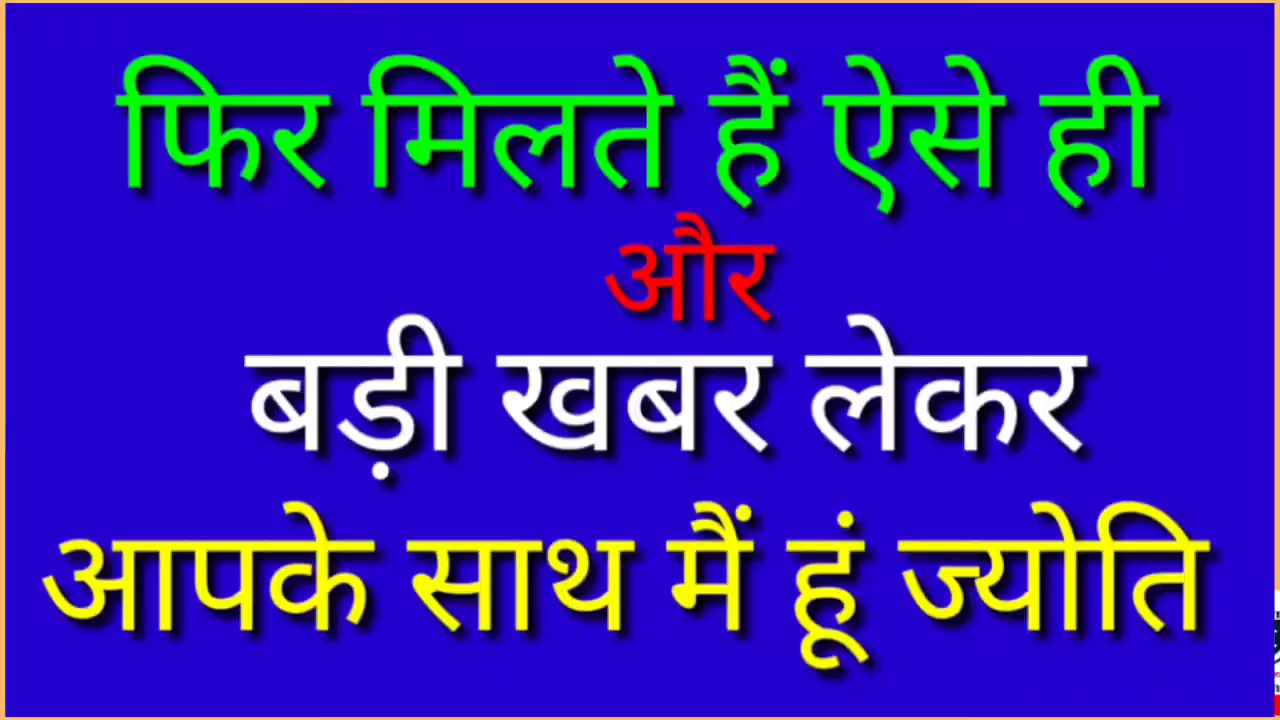 फिर मिलते हैं ऐसे ही
और
बड़ी खबर लेकर
आपके साथ मैं हूं ज्योति